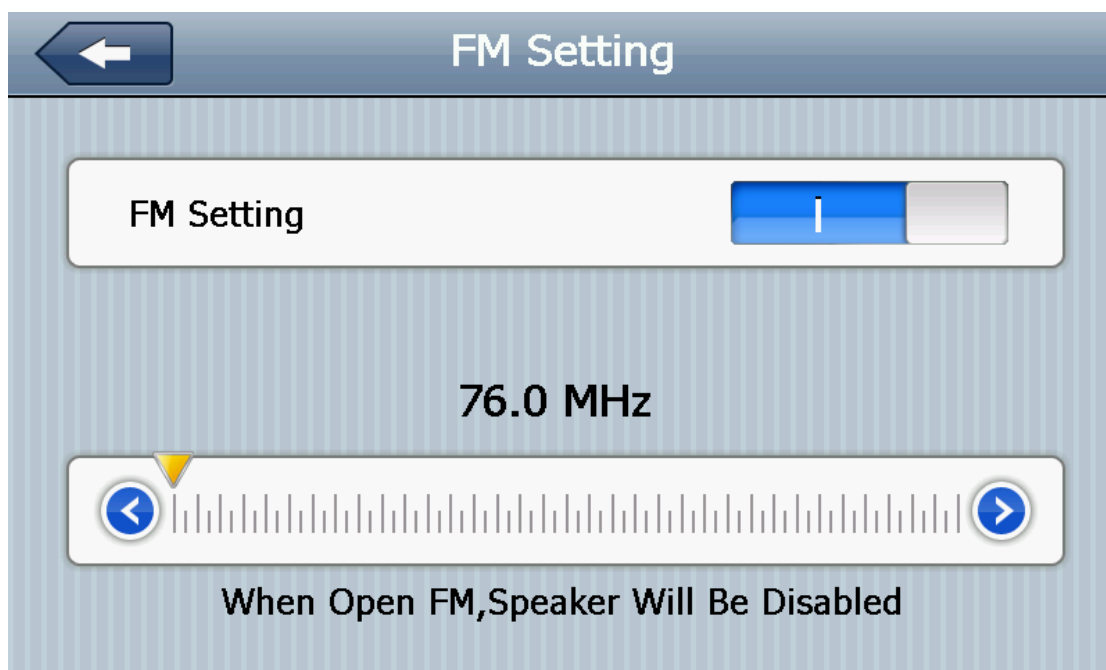 FM Setting
FM Setting
76.0 MHz
When Open FM,Speaker Will Be Disabled